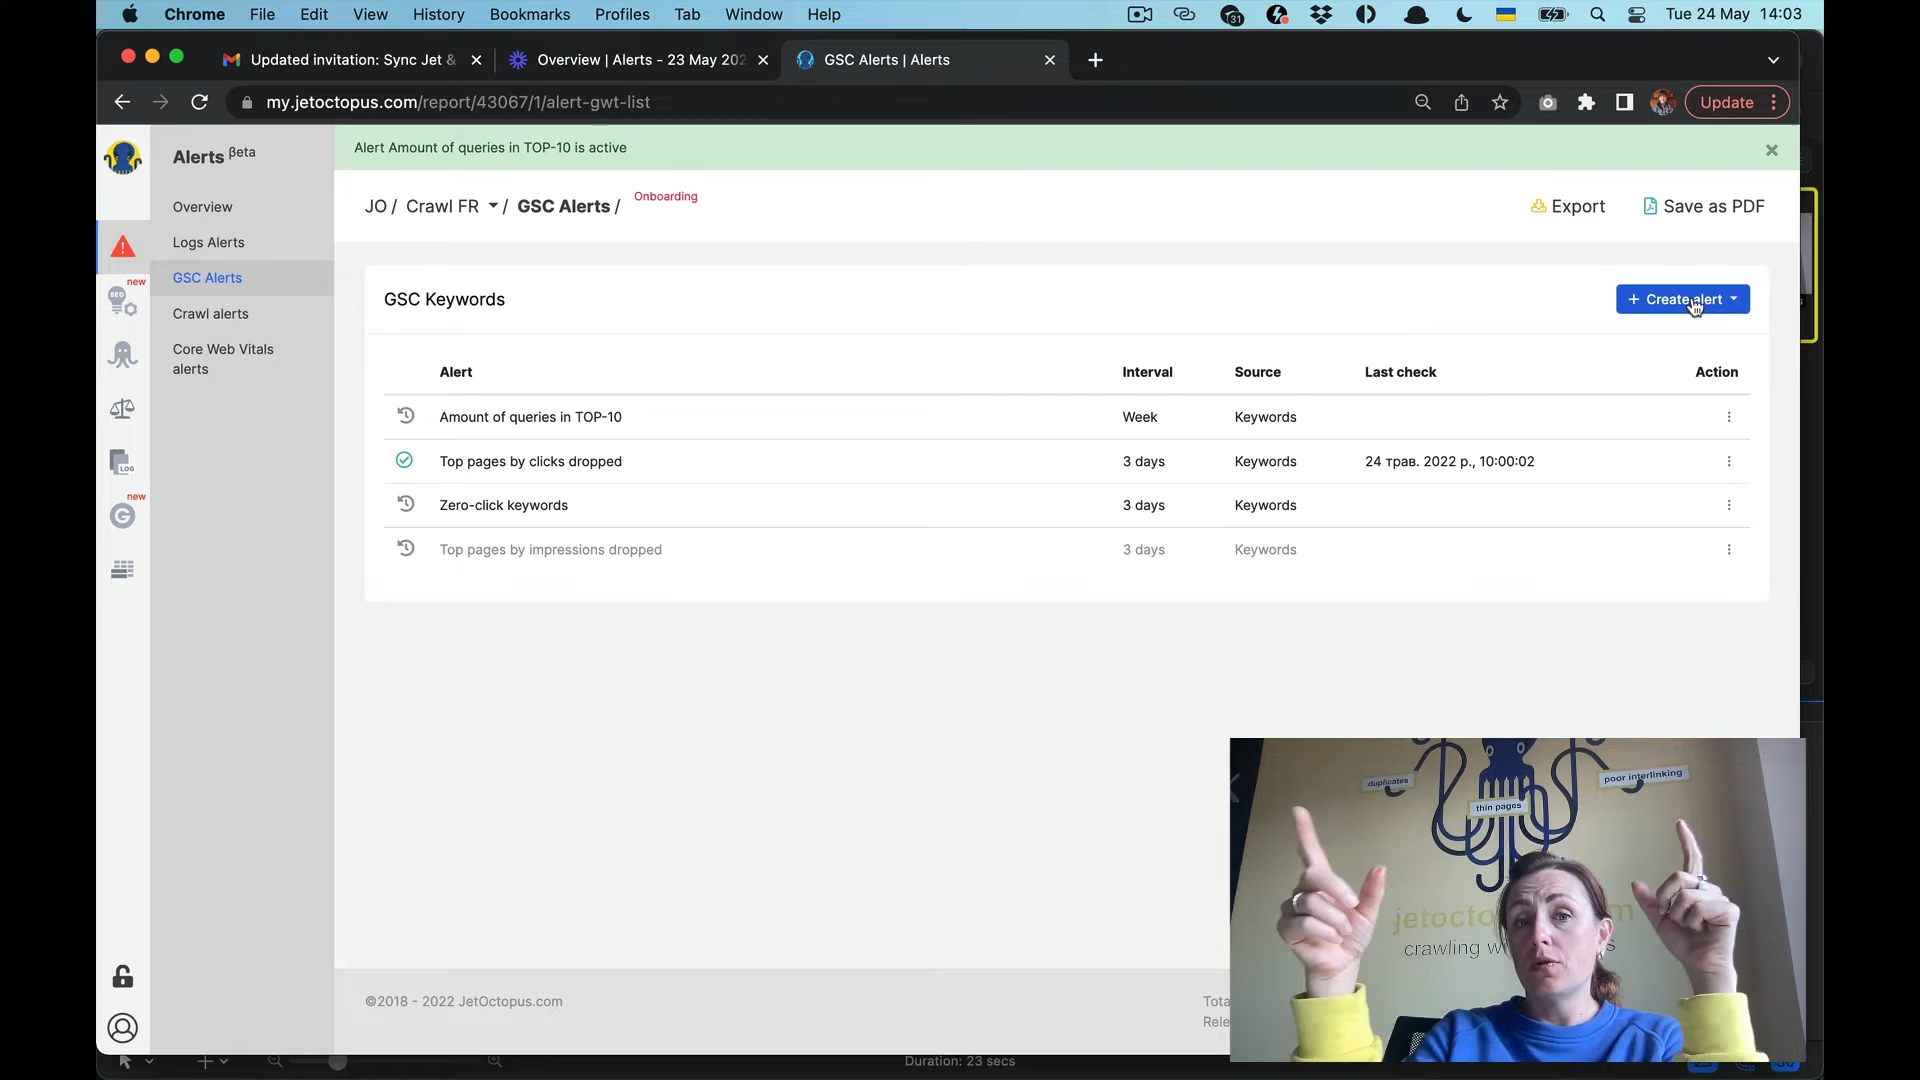 Chrome File Edit View History Bookmarks Profiles Tab Window Help
31
Tue 24 May 14:03
Updated invitation: Sync Jet &
Overview | Alerts - 23 May 202
GSC Alerts | Alerts
my.jetoctopus.com/report/43067/1/alert-gwt-list
Update
Alerts βeta
Overview
Logs Alerts
GSC Alerts
Crawl alerts
Core Web Vitals
alerts
new
SEO
LOG
new
G
Alert Amount of queries in TOP-10 is active
JO / Crawl FR / GSC Alerts / Onboarding
Export
Save as PDF
GSC Keywords
+ Create alert
Alert Interval Source Last check Action
Amount of queries in TOP-10 Week Keywords
Top pages by clicks dropped 3 days Keywords 24 трав. 2022 р., 10:00:02
Zero-click keywords 3 days Keywords
Top pages by impressions dropped 3 days Keywords
duplicates
poor interlinking
thin pages
jetocto m
crawling w s
©2018 - 2022 JetOctopus.com
Tota
Rele
Duration: 23 secs